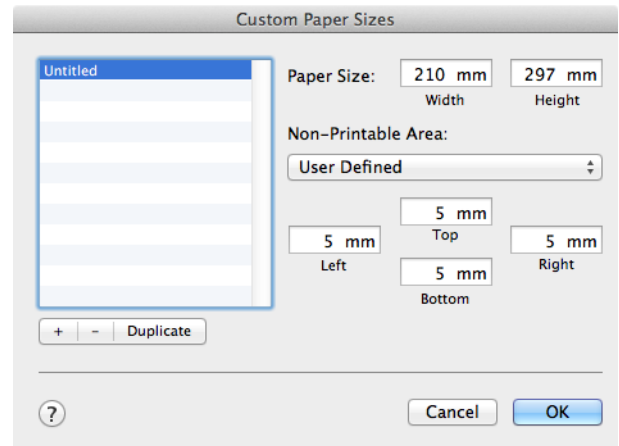 Custom Paper Sizes
Untitled
Paper Size:
210 mm
297 mm
Width
Height
Non-Printable Area:
User Defined
5 mm
Top
5 mm
Left
5 mm
Right
5 mm
Bottom
+
-
Duplicate
?
Cancel
OK